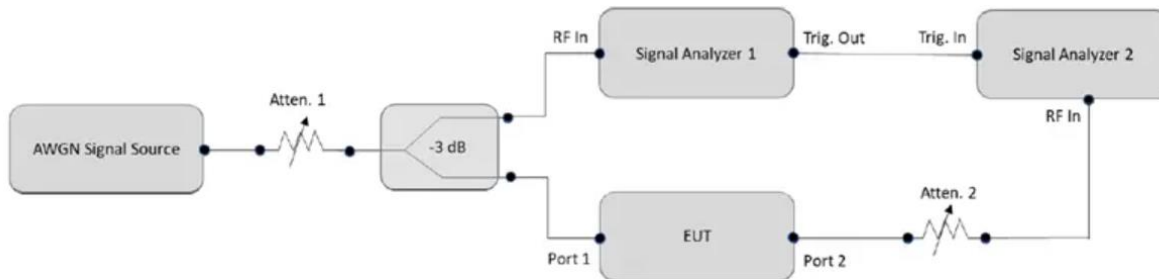 RF In
Signal Analyzer 1
Trig. Out
Trig. In
Signal Analyzer 2
RF In
Atten. 1
AWGN Signal Source
-3 dB
Atten. 2
EUT
Port 1
Port 2